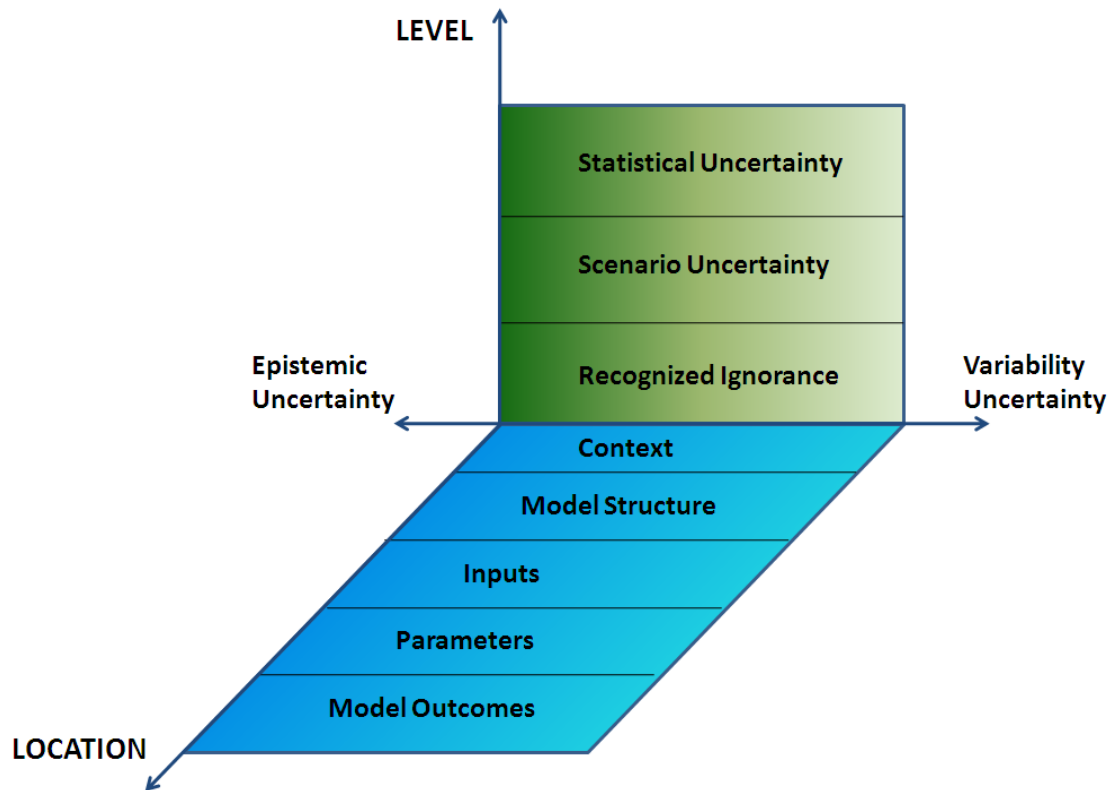 LEVEL
Statistical Uncertainty
Scenario Uncertainty
Recognized Ignorance
Epistemic
Uncertainty
Variability
Uncertainty
Context
Model Structure
Inputs
Parameters
Model Outcomes
LOCATION